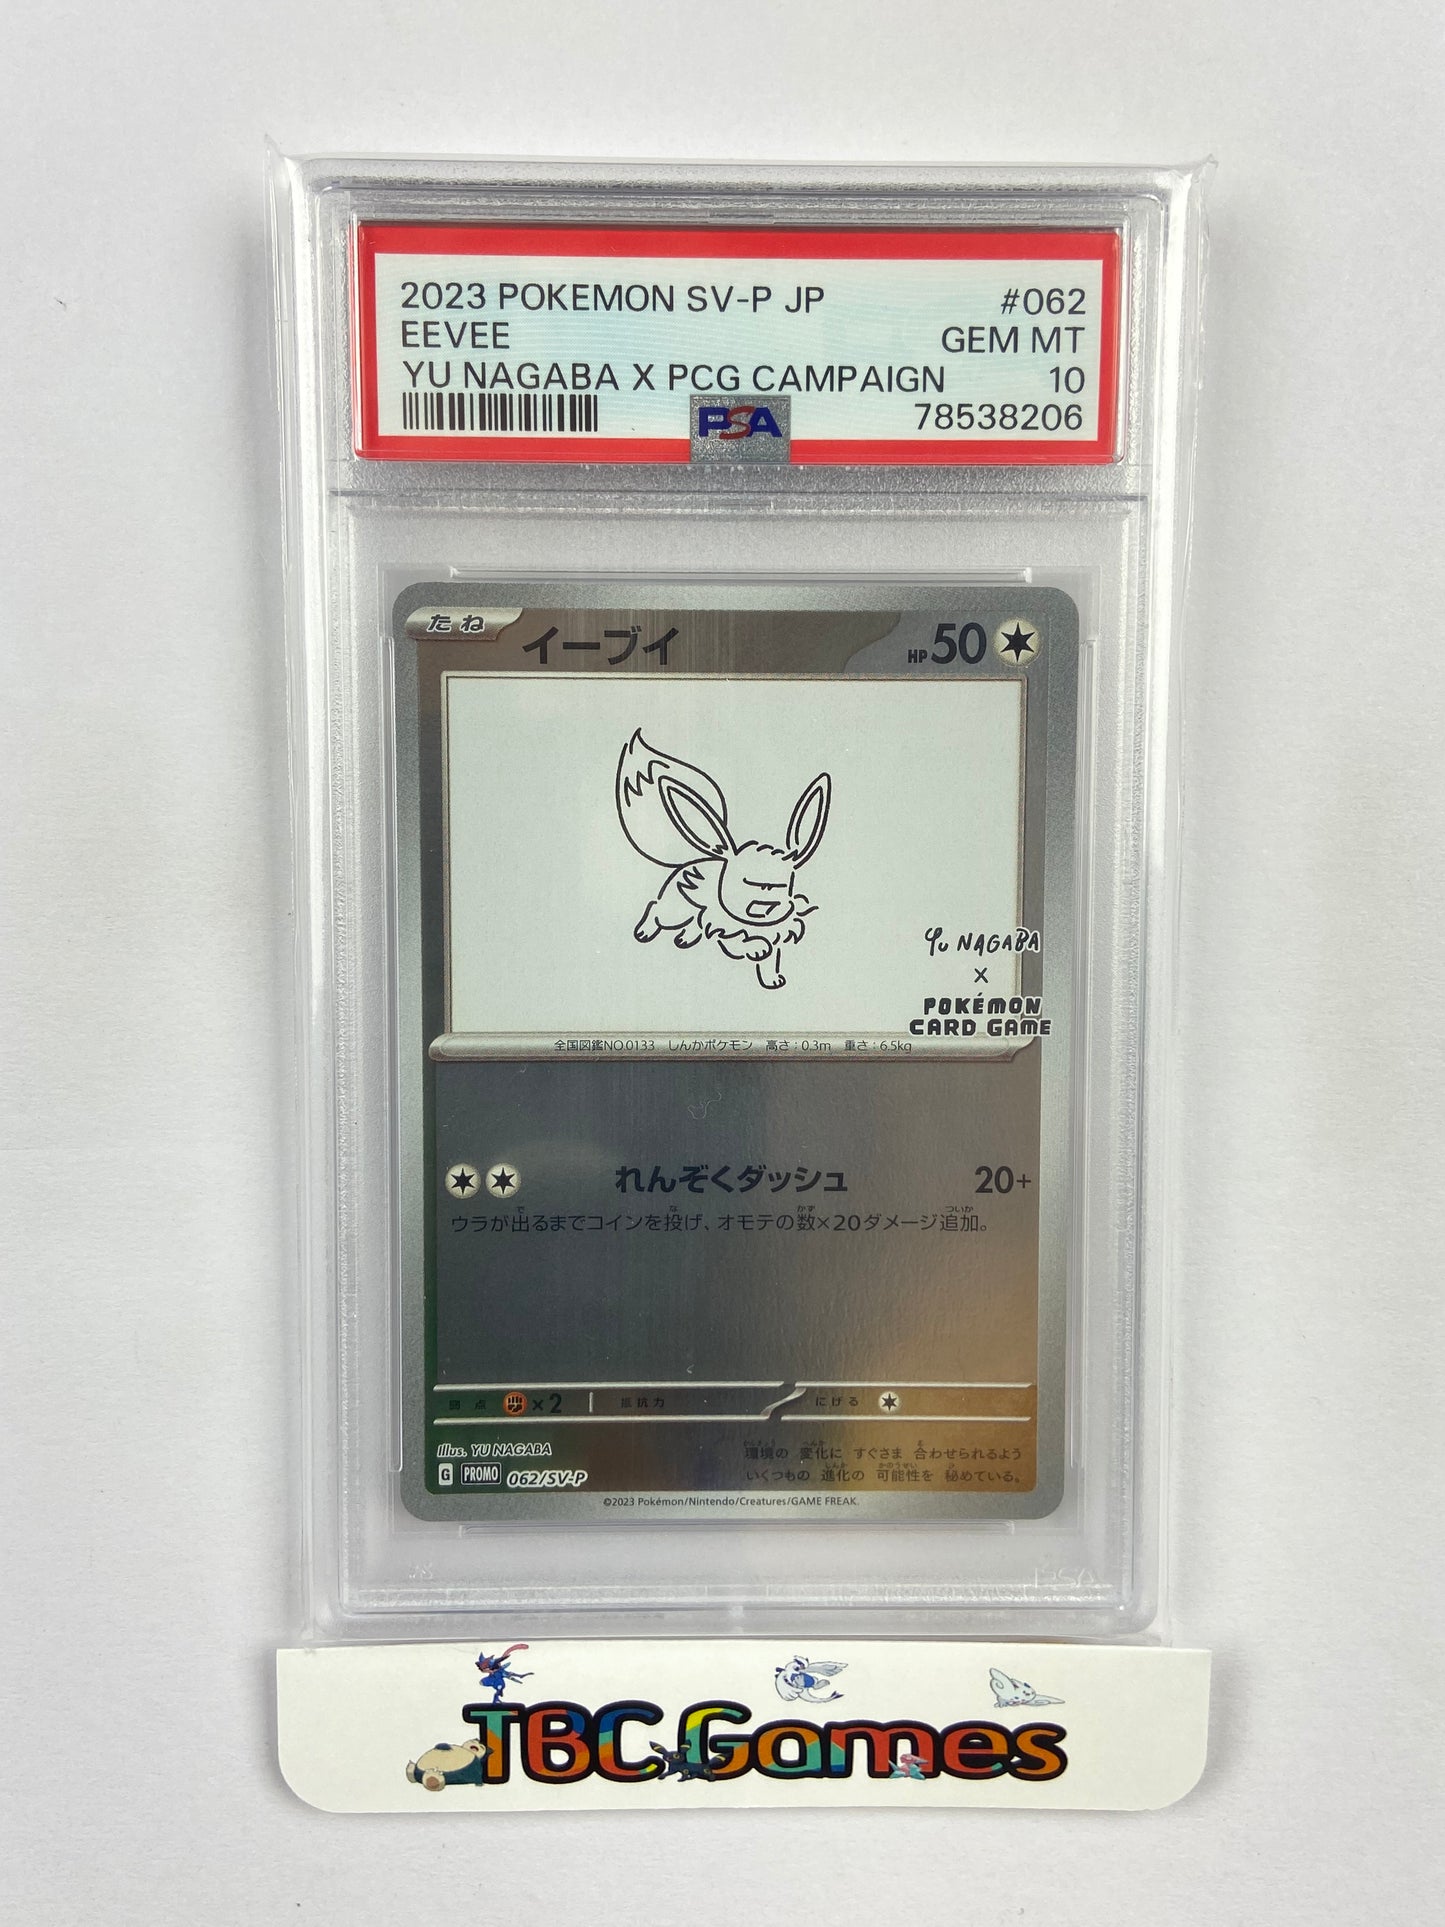 2023 POKEMON SV-P JP #062
EEVEE GEM MT
YU NAGABA X PCG CAMPAIGN 10
PSA 78538206
たね イーブイ HP 50
YU NAGABA
X
POKÉMON
CARD GAME
全国図鑑NO.0133 しんかポケモン 高さ:0.3m 重さ:6.5kg
れんぞくダッシュ 20+
ウラが出るまでコインを投げ、オモテの数×20ダメージ追加。
弱点 ×2 抵抗力 にげる
Illus. YU NAGABA
環境の 変化に すぐさま 合わせられるよう
いくつもの 進化の 可能性を 秘めている。
G PROMO 062/SV-P
©2023 Pokémon/Nintendo/Creatures/GAME FREAK.
TBC Games